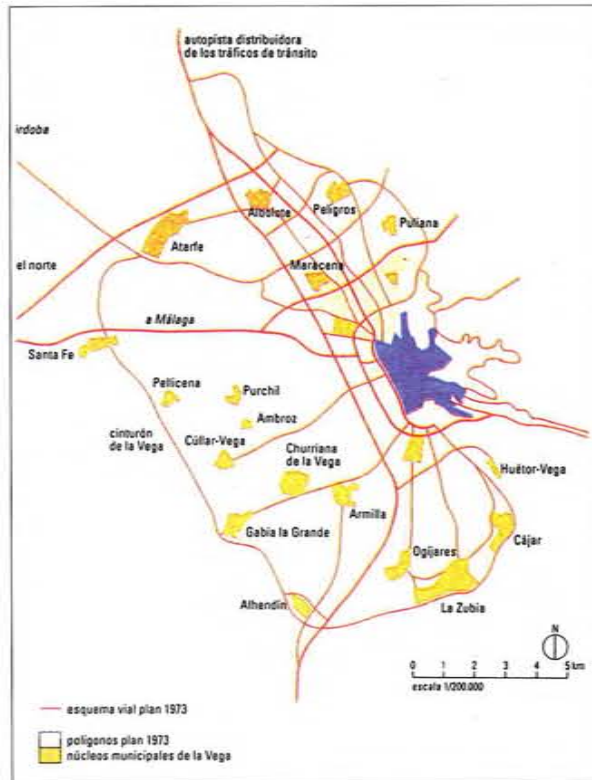 autopista distribuidora
de los tráficos de tránsito
irdoba
Albolote
Peligros
Pulianа
Atarfe
el norte
Maracena
a Málaga
Santa Fe
Pellicena
Purchil
Ambroz
cinturón
de la Vega
Cúllar-Vega
Churriana
de la Vega
Huétor-Vega
Armilla
Gabia la Grande
Cájar
Ogíjares
Alhendín
La Zubia
N
0 1 2 3 4 5 km
escala 1/200.000
esquema vial plan 1973
polígonos plan 1973
núcleos municipales de la Vega